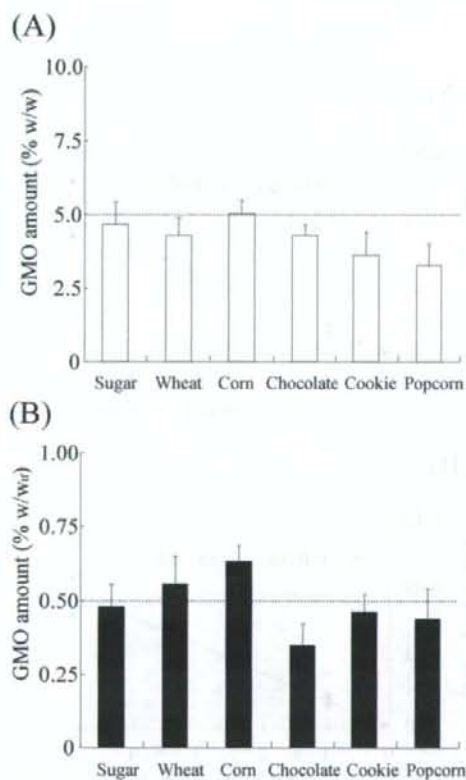 (A)
GMO amount (% w/w)
10.0
7.5
5.0
2.5
0
Sugar Wheat Corn Chocolate Cookie Popcorn
(B)
GMO amount (% w/wtf)
1.00
0.75
0.50
0.25
0
Sugar Wheat Corn Chocolate Cookie Popcorn